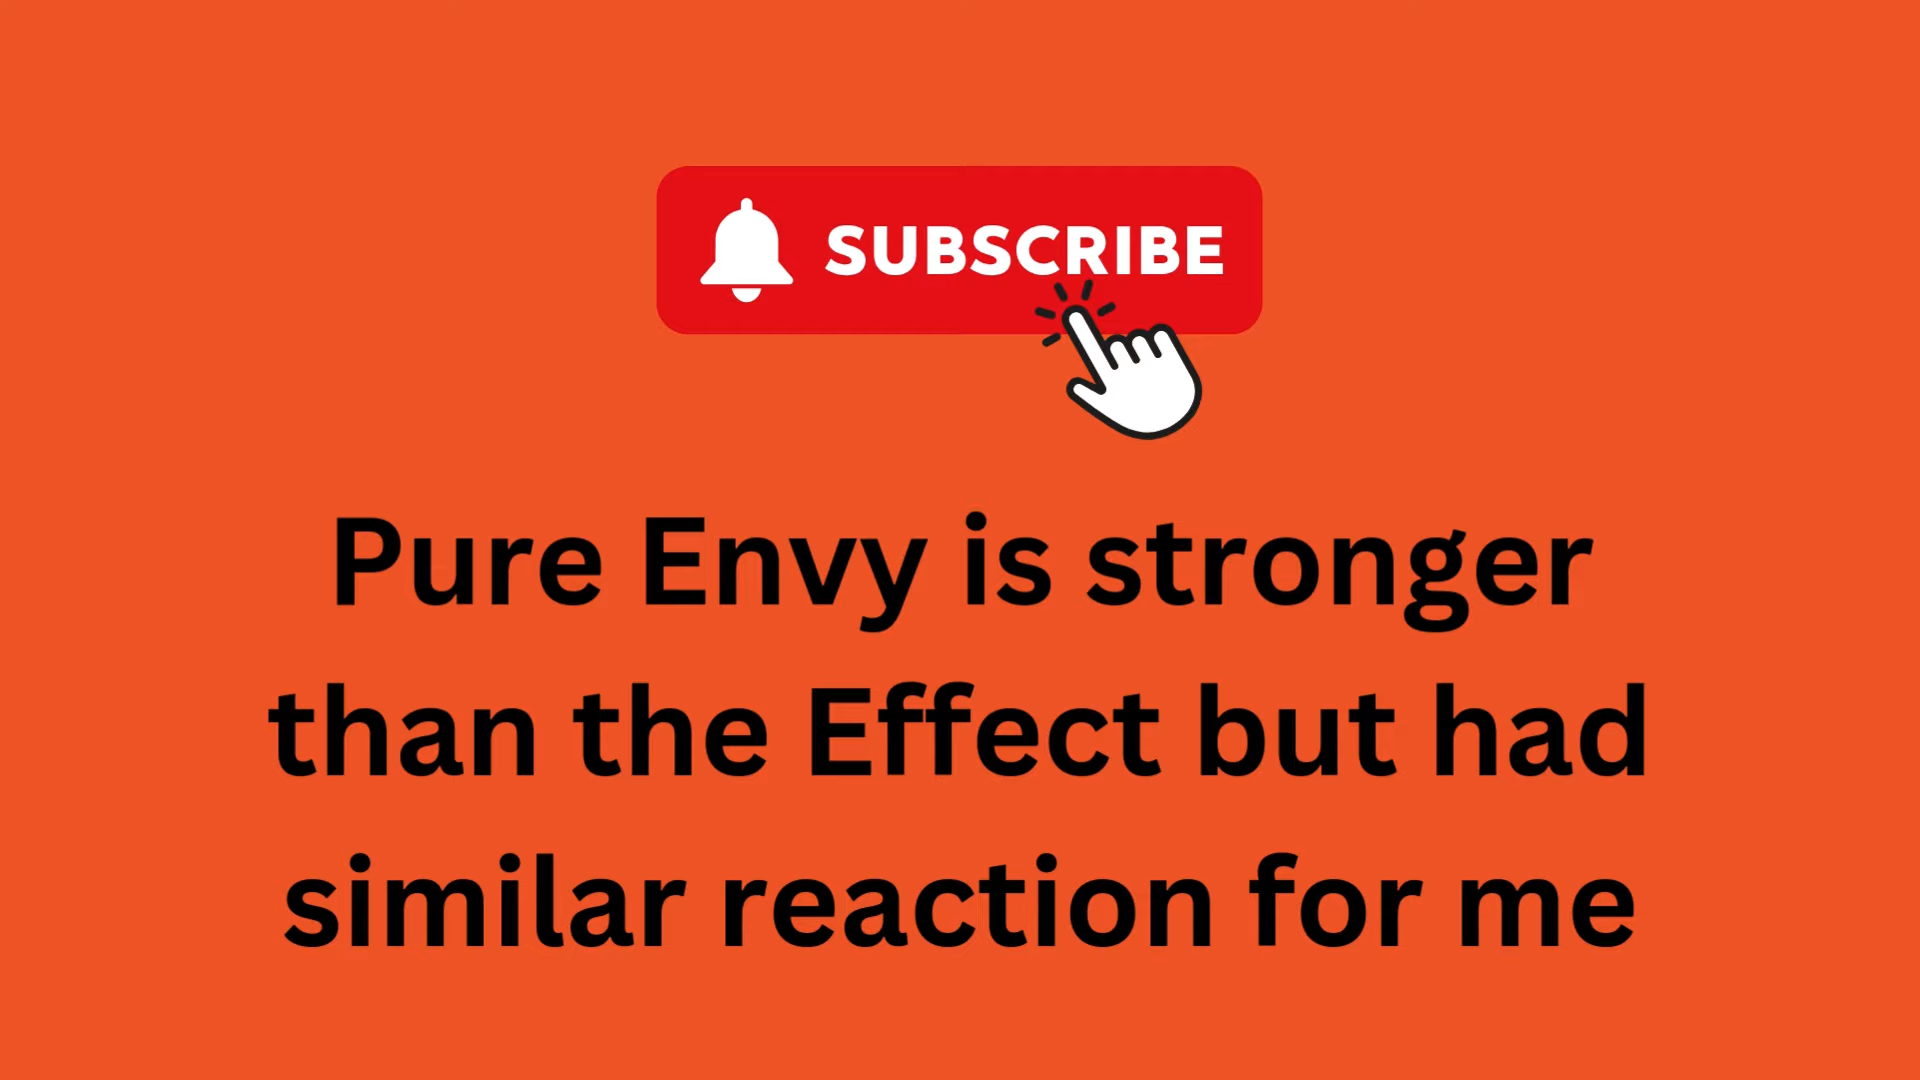 SUBSCRIBE
Pure Envy is stronger
than the Effect but had
similar reaction for me